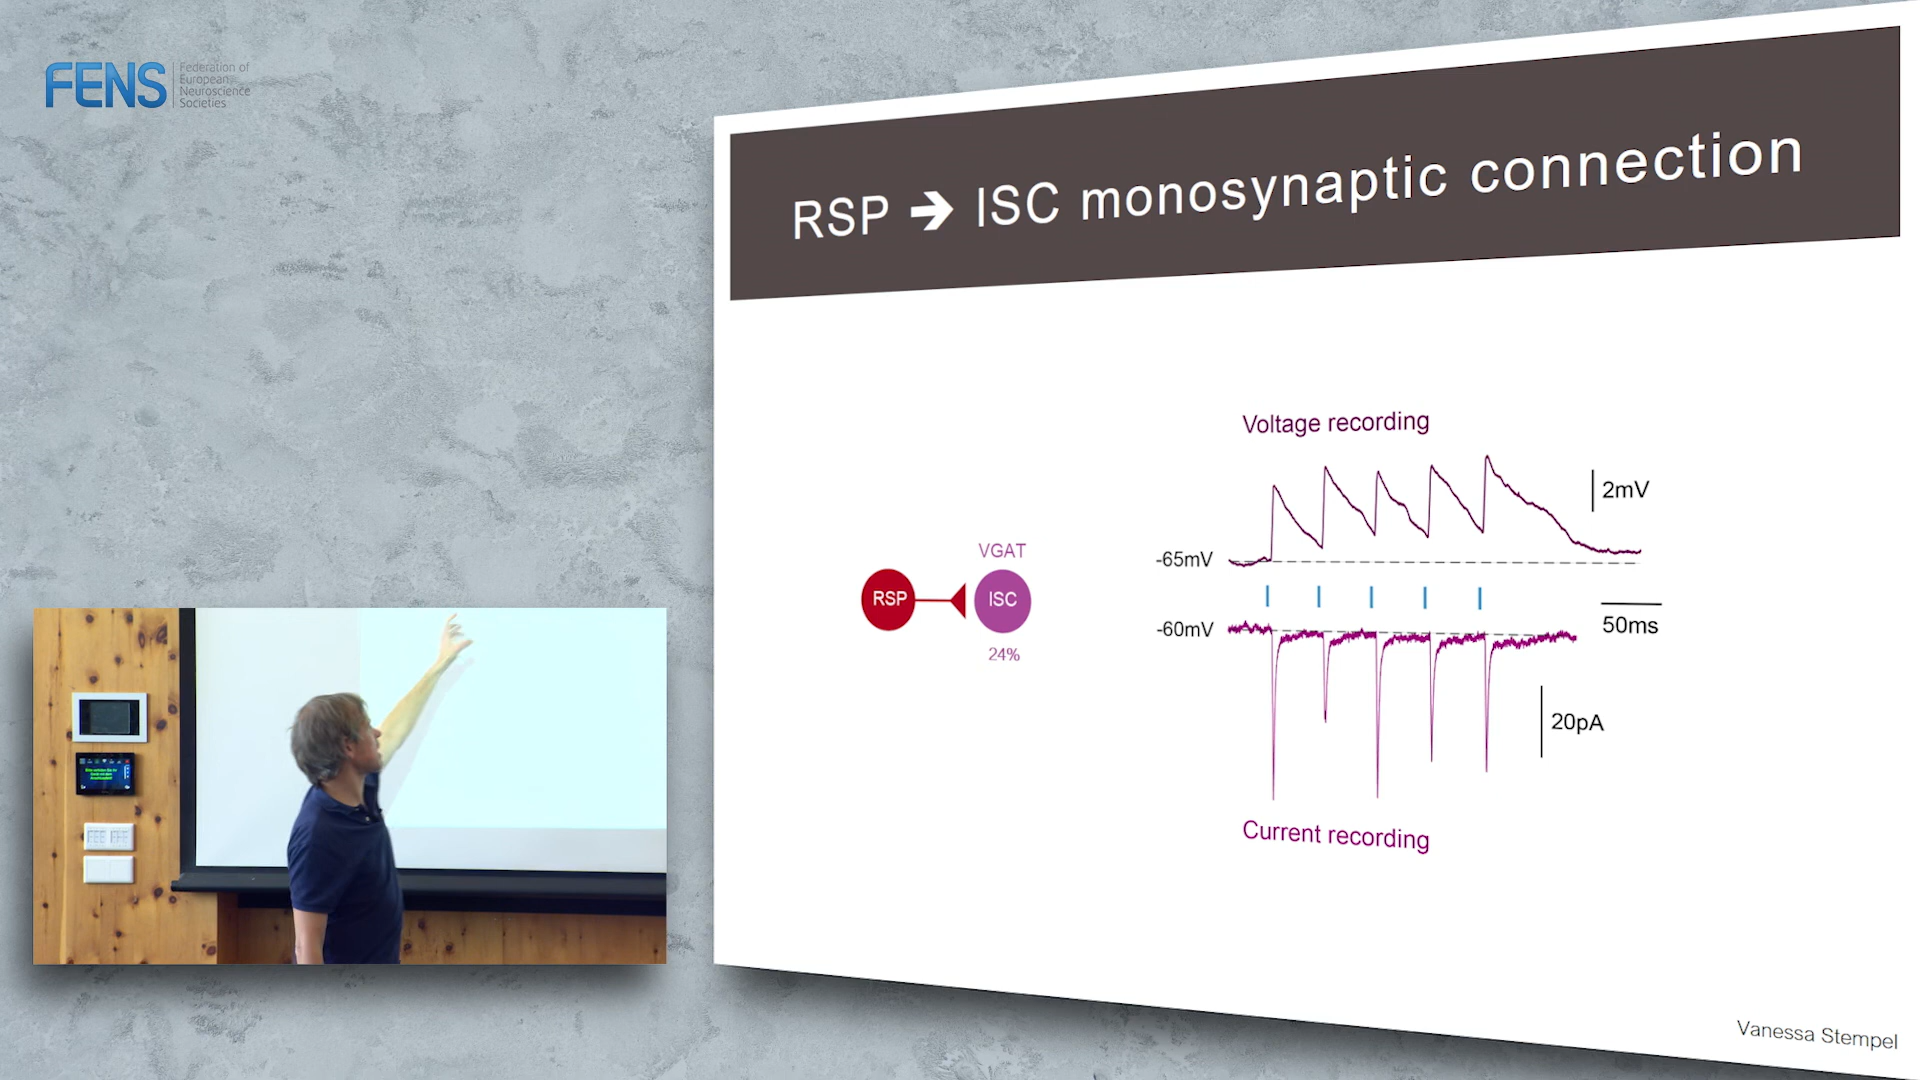 FENS
Federation of
European
Neuroscience
Societies
RSP → ISC monosynaptic connection
Voltage recording
2mV
-65mV
VGAT
RSP
ISC
24%
50ms
-60mV
20pA
Current recording
Vanessa Stempel